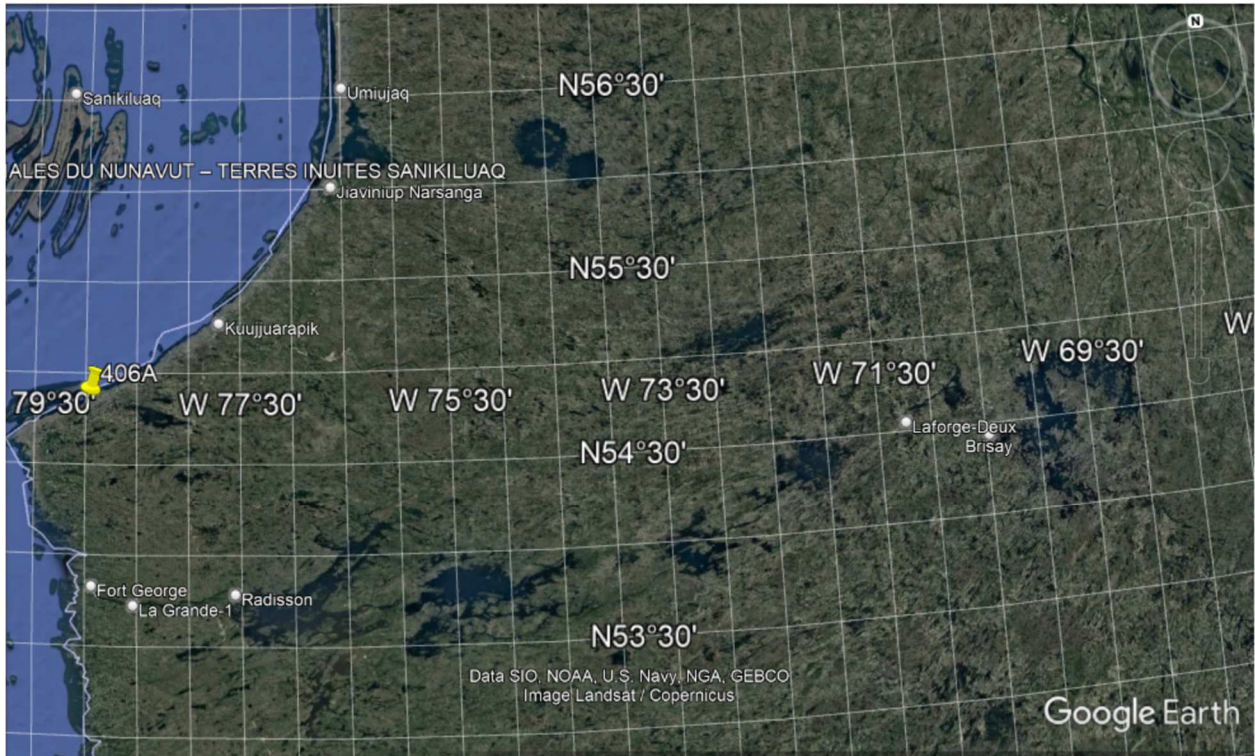 N
N56°30'
Umiujaq
Sanikiluaq
ALES DU NUNAVUT – TERRES INUITES SANIKILUAQ
Jiaviniup Narsanga
N55°30'
Kuujjuarapik
W
W 69°30'
406A
W 71°30'
W 73°30'
W 75°30'
W 77°30'
79°30'
Laforge-Deux
Brisay
N54°30'
Fort George
Radisson
La Grande-1
N53°30'
Data SIO, NOAA, U.S. Navy, NGA, GEBCO
Image Landsat / Copernicus
Google Earth